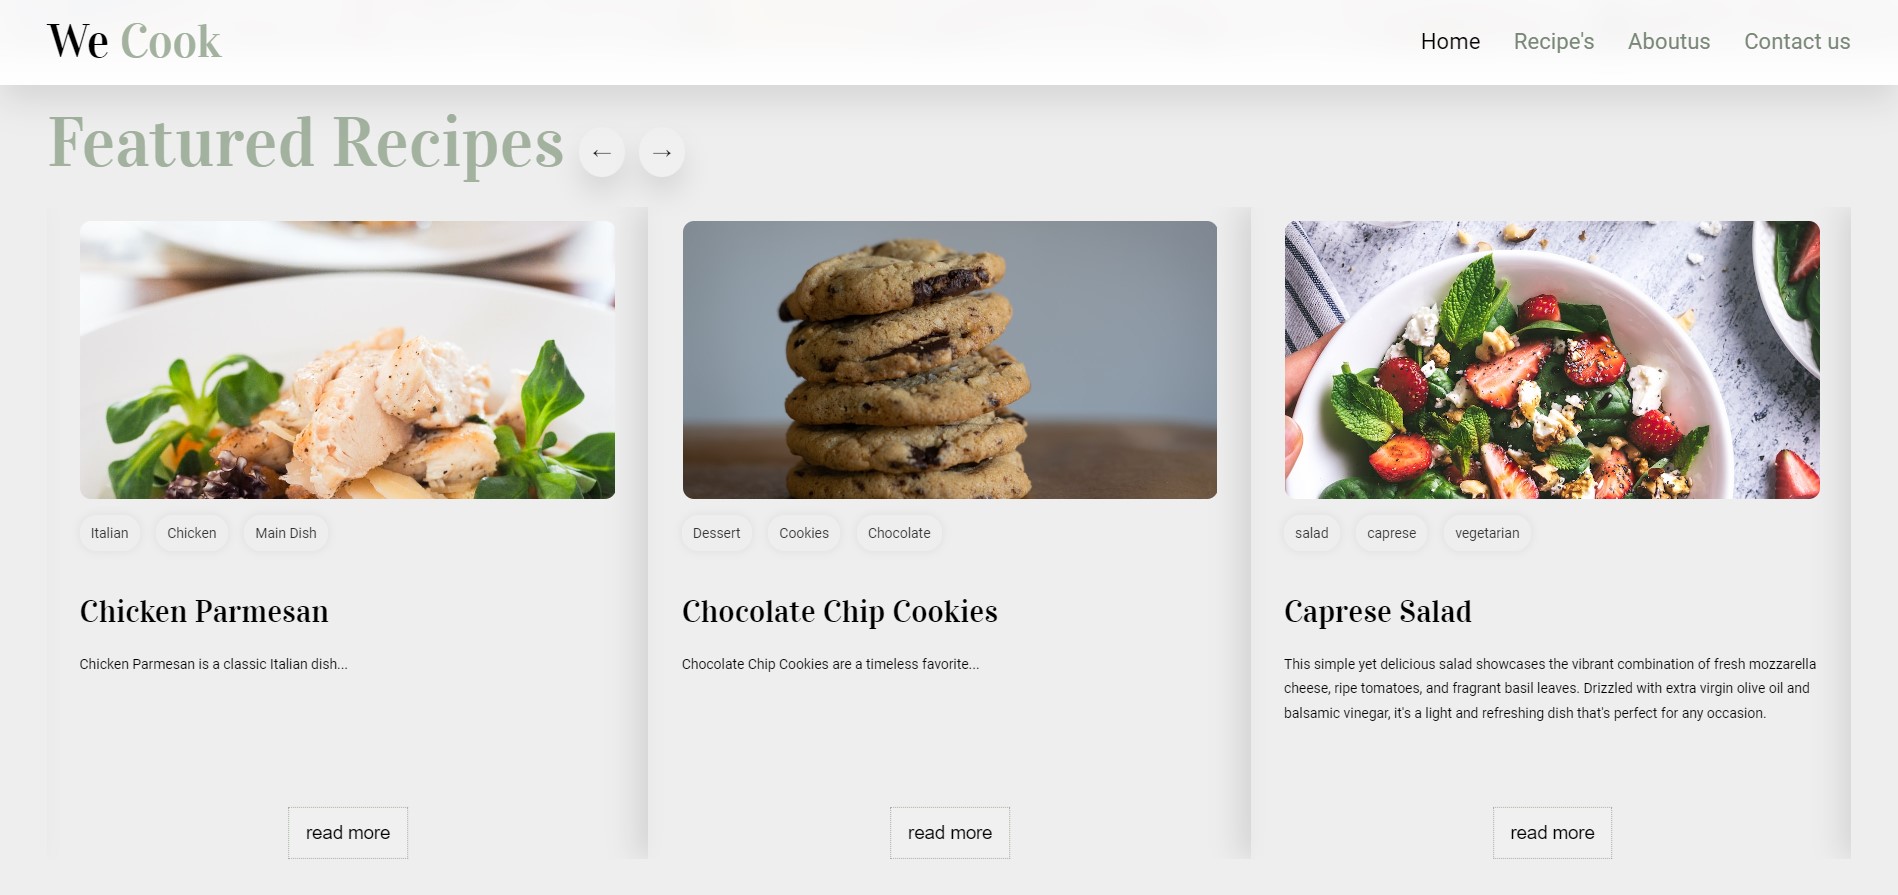 We Cook
Home Recipe's Aboutus Contact us
Featured Recipes ← →
Italian Chicken Main Dish
Chicken Parmesan
Chicken Parmesan is a classic Italian dish...
read more
Dessert Cookies Chocolate
Chocolate Chip Cookies
Chocolate Chip Cookies are a timeless favorite...
read more
salad caprese vegetarian
Caprese Salad
This simple yet delicious salad showcases the vibrant combination of fresh mozzarella
cheese, ripe tomatoes, and fragrant basil leaves. Drizzled with extra virgin olive oil and
balsamic vinegar, it's a light and refreshing dish that's perfect for any occasion.
read more